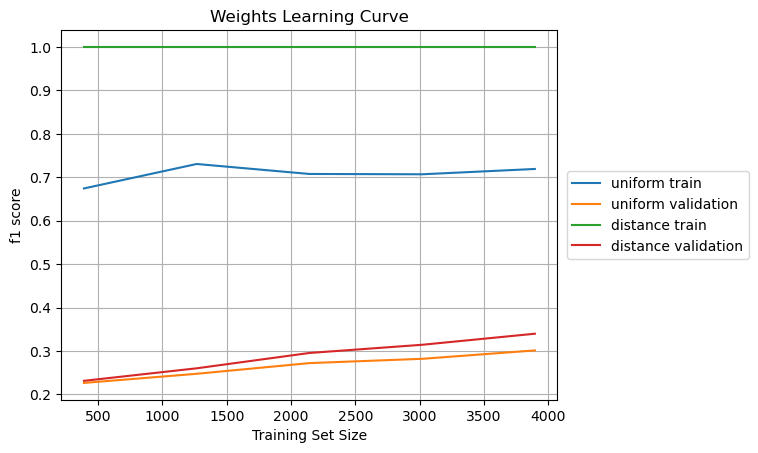 Weights Learning Curve
f1 score
1.0
0.9
0.8
0.7
0.6
0.5
0.4
0.3
0.2
500 1000 1500 2000 2500 3000 3500 4000
Training Set Size
uniform train
uniform validation
distance train
distance validation